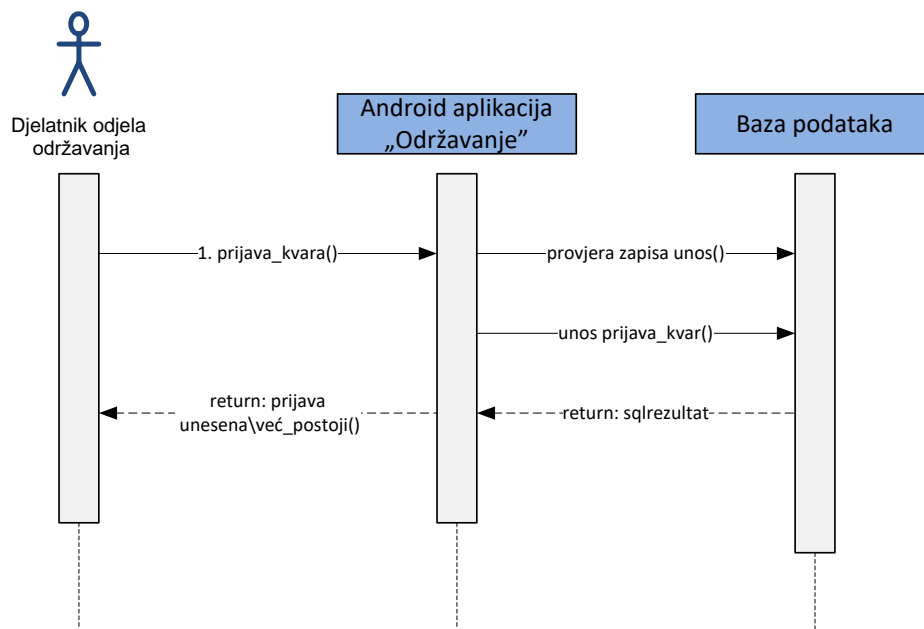 Djelatnik odjela
održavanja
Android aplikacija
„Održavanje”
Baza podataka
1. prijava_kvara()
provjera zapisa unos()
unos prijava_kvar()
return: prijava
unesena\već_postoji()
return: sqlrezultat